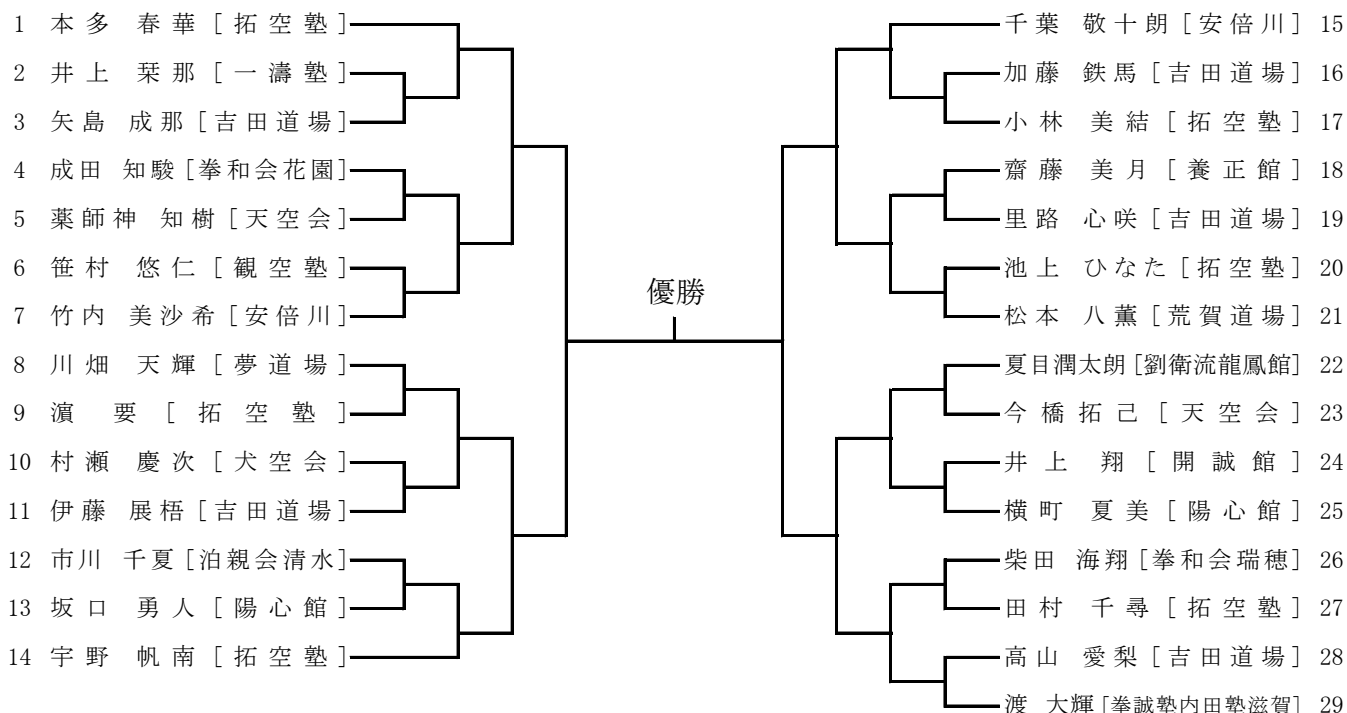 1 本多 春華 [拓空塾]
2 井上 栞那 [一濤塾]
3 矢島 成那 [吉田道場]
4 成田 知駿 [拳和会花園]
5 薬師神 知樹 [天空会]
6 笹村 悠仁 [観空塾]
7 竹内 美沙希 [安倍川]
8 川畑 天輝 [夢道場]
9 濵 要 [拓空塾]
10 村瀬 慶次 [犬空会]
11 伊藤 展梧 [吉田道場]
12 市川 千夏 [泊親会清水]
13 坂口 勇人 [陽心館]
14 宇野 帆南 [拓空塾]
優勝
千葉 敬十朗 [安倍川] 15
加藤 鉄馬 [吉田道場] 16
小林 美結 [拓空塾] 17
齋藤 美月 [養正館] 18
里路 心咲 [吉田道場] 19
池上 ひなた [拓空塾] 20
松本 八薫 [荒賀道場] 21
夏目潤太朗 [劉衛流龍鳳館] 22
今橋拓己 [天空会] 23
井上 翔 [開誠館] 24
横町 夏美 [陽心館] 25
柴田 海翔 [拳和会瑞穂] 26
田村 千尋 [拓空塾] 27
高山 愛梨 [吉田道場] 28
渡 大輝 [拳誠塾内田塾滋賀] 29